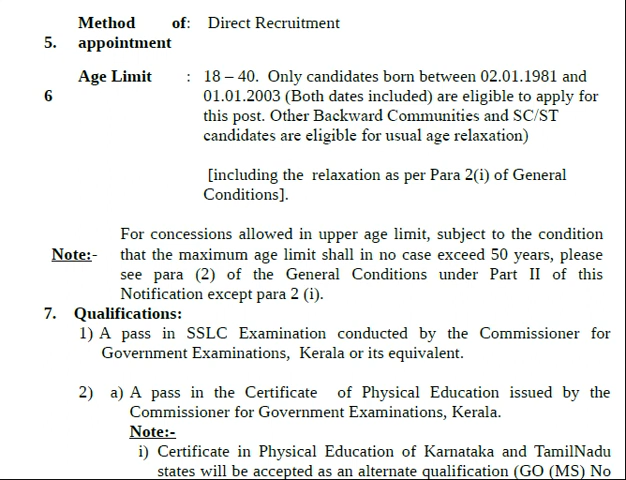 Method of: Direct Recruitment
5. appointment
Age Limit : 18 – 40. Only candidates born between 02.01.1981 and
6 01.01.2003 (Both dates included) are eligible to apply for
this post. Other Backward Communities and SC/ST
candidates are eligible for usual age relaxation)
[including the relaxation as per Para 2(i) of General
Conditions].
For concessions allowed in upper age limit, subject to the condition
Note:- that the maximum age limit shall in no case exceed 50 years, please
see para (2) of the General Conditions under Part II of this
Notification except para 2 (i).
7. Qualifications:
1) A pass in SSLC Examination conducted by the Commissioner for
Government Examinations, Kerala or its equivalent.
2) a) A pass in the Certificate of Physical Education issued by the
Commissioner for Government Examinations, Kerala.
Note:-
i) Certificate in Physical Education of Karnataka and TamilNadu
states will be accepted as an alternate qualification (GO (MS) No